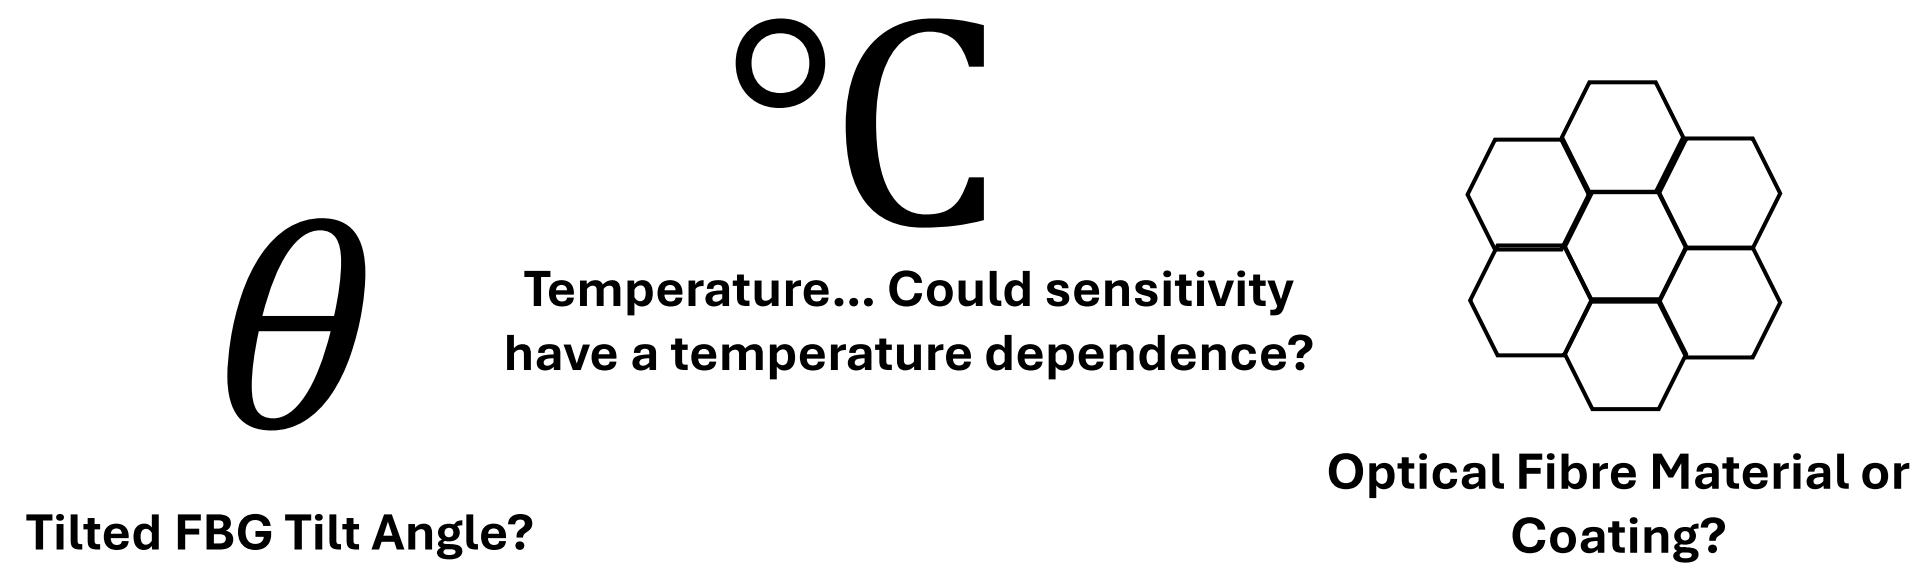 ℃
Temperature... Could sensitivity
have a temperature dependence?
θ
Tilted FBG Tilt Angle?
Optical Fibre Material or
Coating?